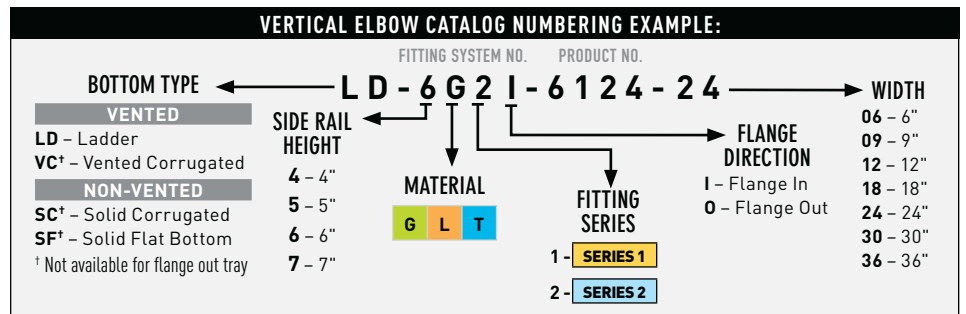 VERTICAL ELBOW CATALOG NUMBERING EXAMPLE:
FITTING SYSTEM NO. PRODUCT NO.
LD-6G2I-6124-24
BOTTOM TYPE
VENTED
LD – Ladder
VC† – Vented Corrugated
NON-VENTED
SC† – Solid Corrugated
SF† – Solid Flat Bottom
† Not available for flange out tray
SIDE RAIL
HEIGHT
4 – 4"
5 – 5"
6 – 6"
7 – 7"
MATERIAL
G L T
FITTING
SERIES
1 - SERIES 1
2 - SERIES 2
FLANGE
DIRECTION
I – Flange In
O – Flange Out
WIDTH
06 – 6"
09 – 9"
12 – 12"
18 – 18"
24 – 24"
30 – 30"
36 – 36"